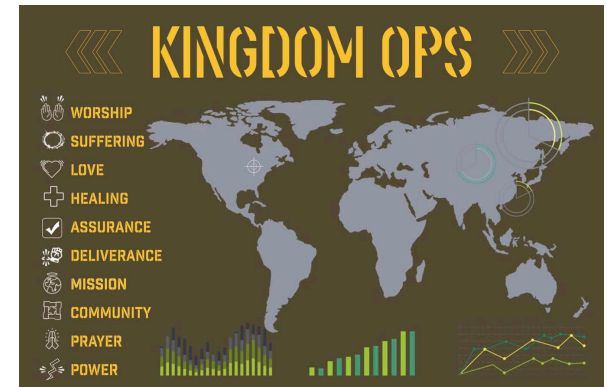 KINGDOM OPS
WORSHIP
SUFFERING
LOVE
HEALING
ASSURANCE
DELIVERANCE
MISSION
COMMUNITY
PRAYER
POWER